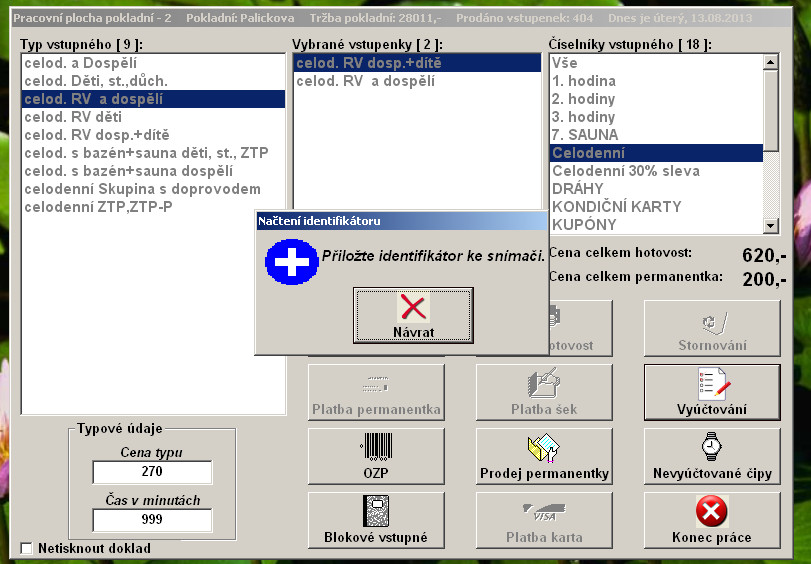 Pracovní plocha pokladní - 2 Pokladní: Palickova Tržba pokladní: 28011,- Prodáno vstupenek: 404 Dnes je úterý, 13.08.2013
Typ vstupného [ 9 ]:
celod. a Dospělí
celod. Děti, st.,důch.
celod. RV a dospělí
celod. RV děti
celod. RV dosp.+dítě
celod. s bazén+sauna děti, st., ZTP
celod. s bazén+sauna dospělí
celodenní Skupina s doprovodem
celodenní ZTP,ZTP-P
Vybrané vstupenky [ 2 ]:
celod. RV dosp.+dítě
celod. RV a dospělí
Číselníky vstupného [ 18 ]:
Vše
1. hodina
2. hodiny
3. hodiny
7. SAUNA
Celodenní
Celodenní 30% sleva
DRÁHY
KONDIČNÍ KARTY
KUPÓNY
Načtení identifikátoru
Přiložte identifikátor ke snímači.
Návrat
Cena celkem hotovost: 620,-
Cena celkem permanentka: 200,-
Stornování
Platba permanentka
Platba šek
Vyúčtování
Typové údaje
Cena typu
270
Čas v minutách
999
OZP
Prodej permanentky
Nevyúčtované čipy
Blokové vstupné
Platba karta
Konec práce
Netisknout doklad